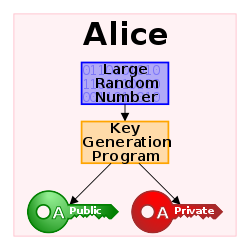 Alice
Large
Random
Number
Key
Generation
Program
A Public
A Private